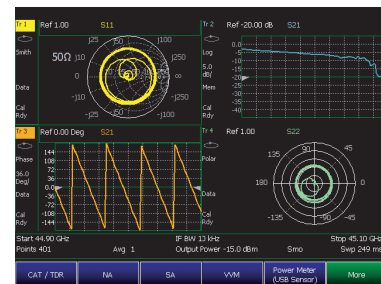 Tr 1 Ref 1.00 S11
Smith
50Ω
j10
j25
j50
j100
j250
0
10
50
∞
-j10
-j250
Data
Cal
Rdy
Tr 2 Ref -20.00 dB S21
Log
5.0
dB/
Mem
Cal
Rdy
0.0
-5
-10
-15
-20
-25
-30
-35
-40
Tr 3 Ref 0.00 Deg S21
Phase
36.0
Deg/
Data
Cal
Rdy
144
108
72
36
0.0
-36
-72
-108
-144
Tr 4 Ref 1.00 S22
Polar
Data
Cal
Rdy
135
90
45
180
0
-135
-90
-45
Start 44.90 GHz IF BW 13 kHz Stop 45.10 GHz
Points 401 Avg 1 Output Power -15.0 dBm Smo Swp 249 ms
CAT / TDR NA SA VVM Power Meter (USB Sensor) More